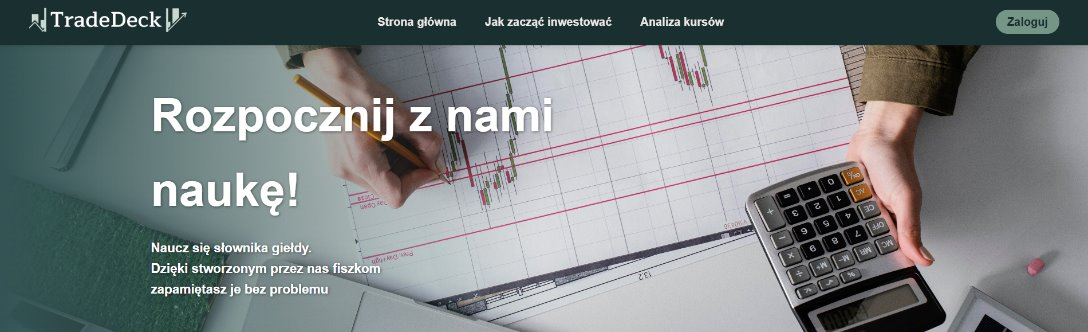 TradeDeck
Strona główna
Jak zacząć inwestować
Analiza kursów
Zaloguj
Rozpocznij z nami
naukę!
Naucz się słownika giełdy.
Dzięki stworzonym przez nas fiszkom
zapamiętasz je bez problemu